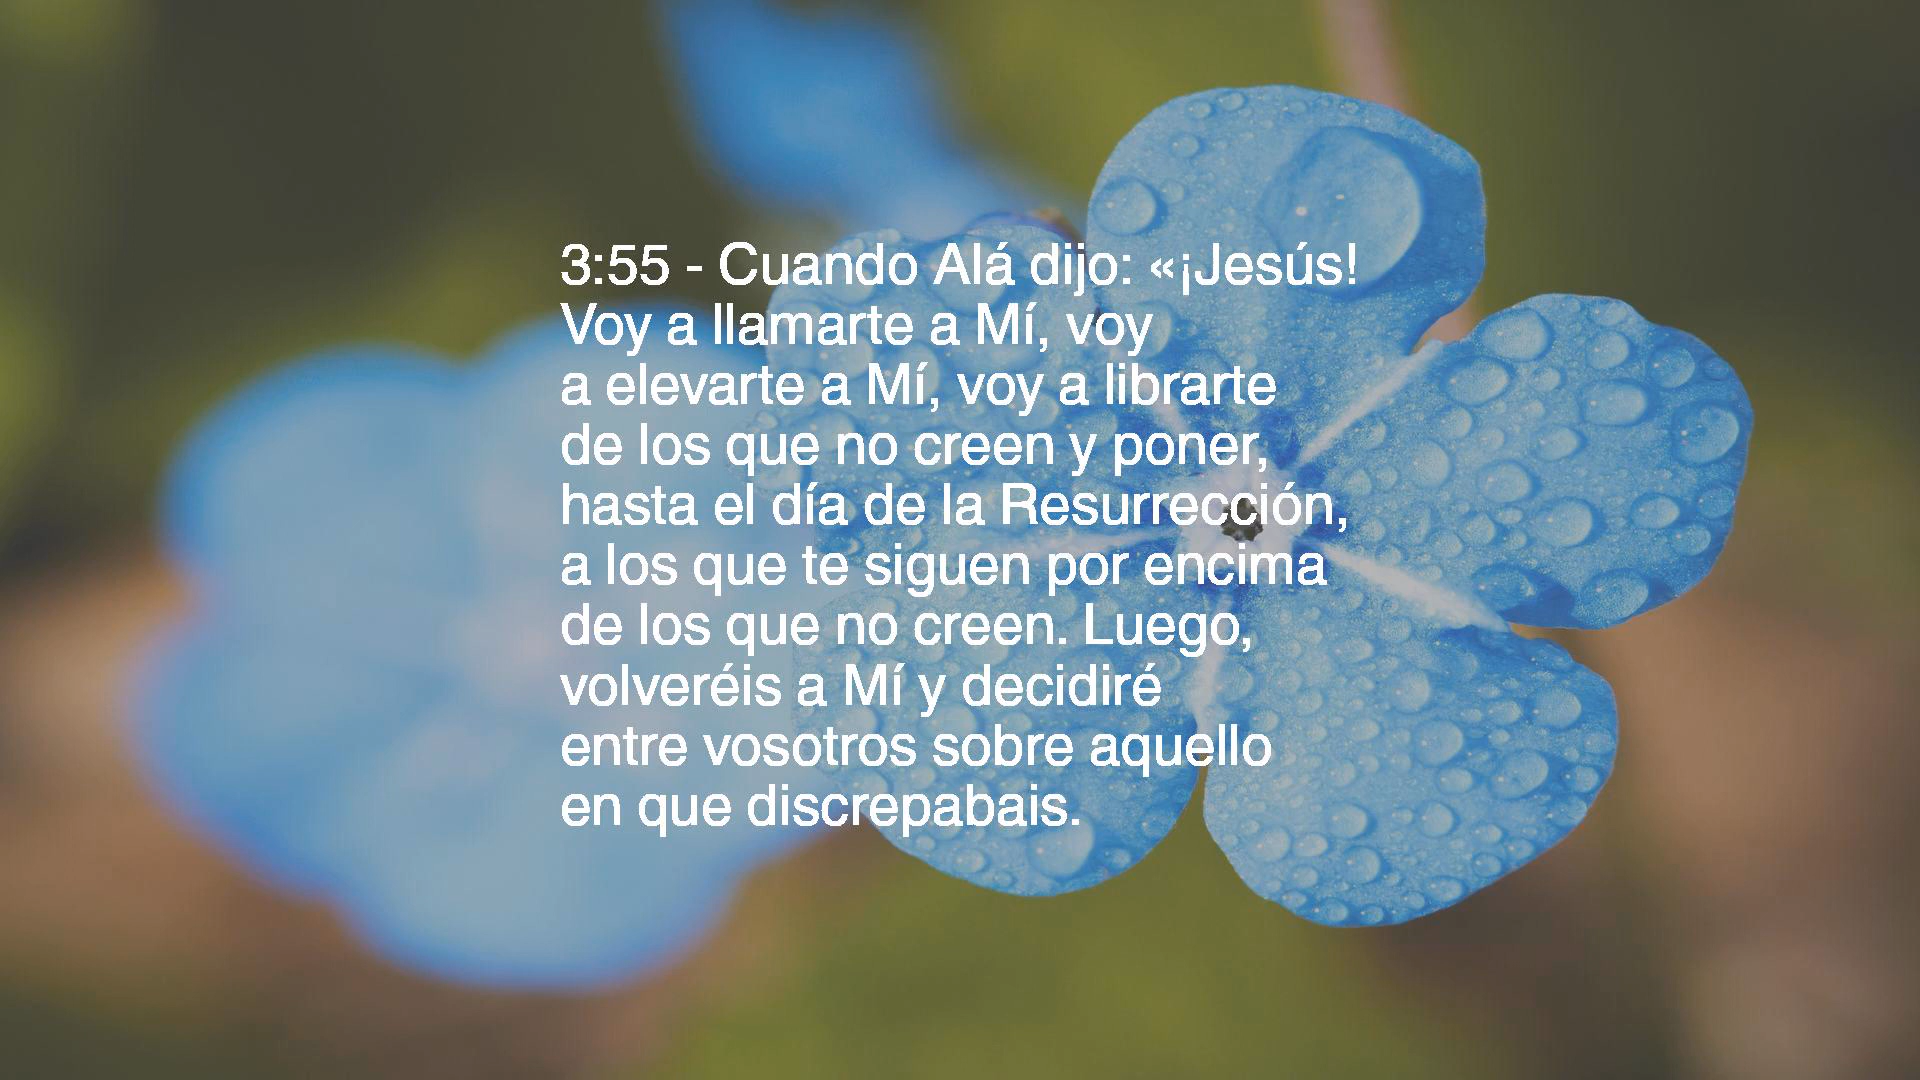 3:55 - Cuando Alá dijo: «¡Jesús!
Voy a llamarte a Mí, voy
a elevarte a Mí, voy a librarte
de los que no creen y poner,
hasta el día de la Resurrección,
a los que te siguen por encima
de los que no creen. Luego,
volveréis a Mí y decidiré
entre vosotros sobre aquello
en que discrepabais.